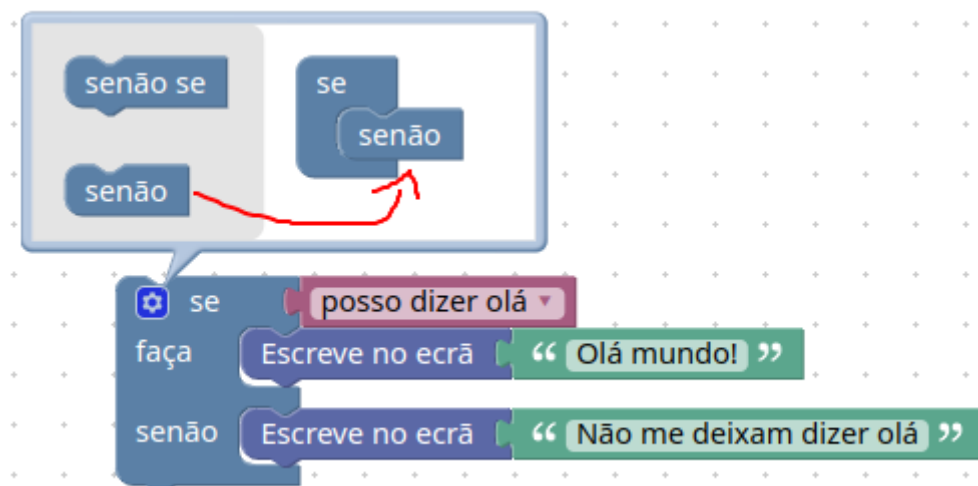 senão se
se
senão
senão
se posso dizer olá
faça Escreve no ecrã “ Olá mundo! ”
senão Escreve no ecrã “ Não me deixam dizer olá ”